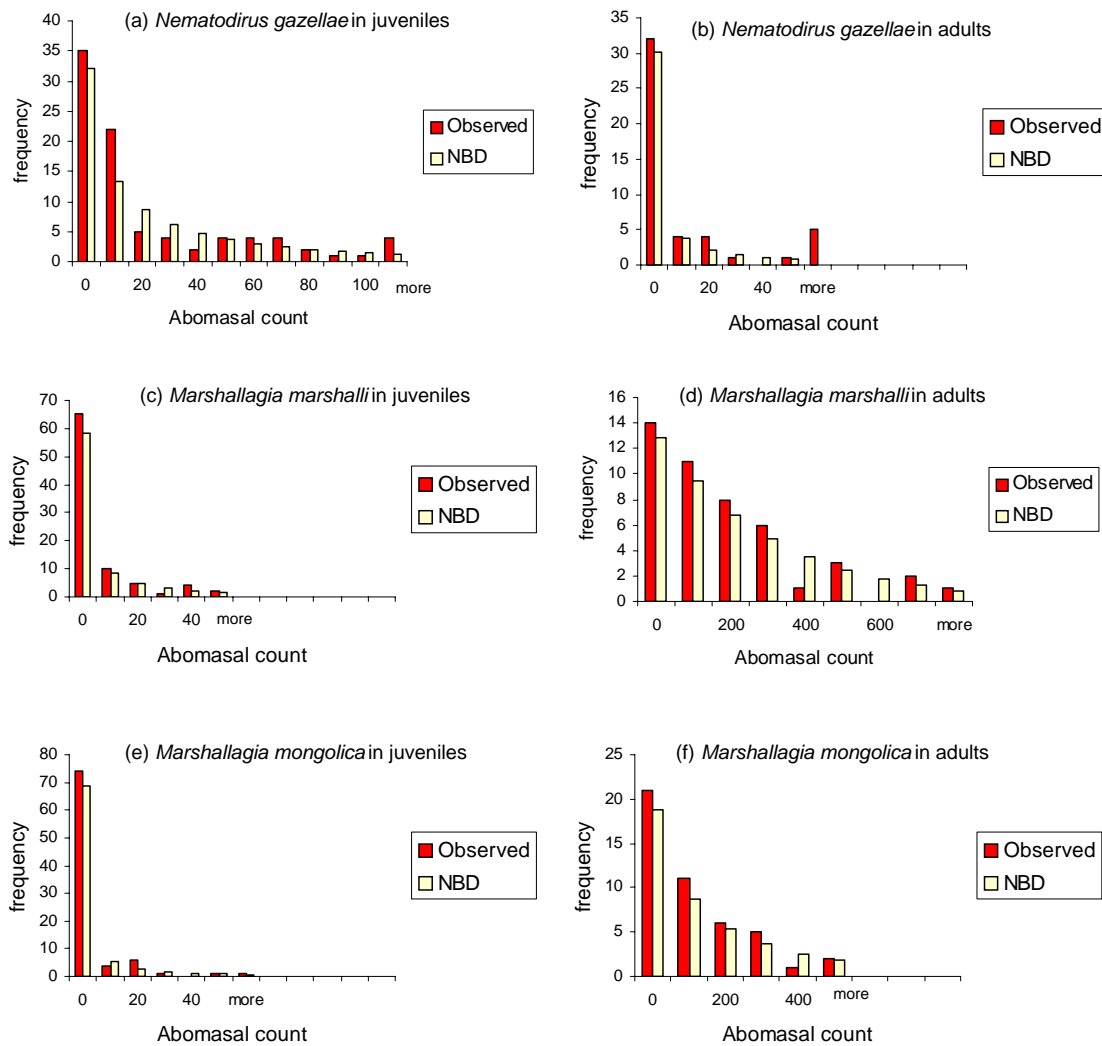 (a) Nematodirus gazellae in juveniles
40
35
30
25
20
15
10
5
0
frequency
Observed
NBD
0 20 40 60 80 100 more
Abomasal count
(b) Nematodirus gazellae in adults
35
30
25
20
15
10
5
0
frequency
Observed
NBD
0 20 40 more
Abomasal count
(c) Marshallagia marshalli in juveniles
70
60
50
40
30
20
10
0
frequency
Observed
NBD
0 20 40 more
Abomasal count
(d) Marshallagia marshalli in adults
16
14
12
10
8
6
4
2
0
frequency
Observed
NBD
0 200 400 600 more
Abomasal count
(e) Marshallagia mongolica in juveniles
80
70
60
50
40
30
20
10
0
frequency
Observed
NBD
0 20 40 more
Abomasal count
(f) Marshallagia mongolica in adults
25
20
15
10
5
0
frequency
Observed
NBD
0 200 400 more
Abomasal count